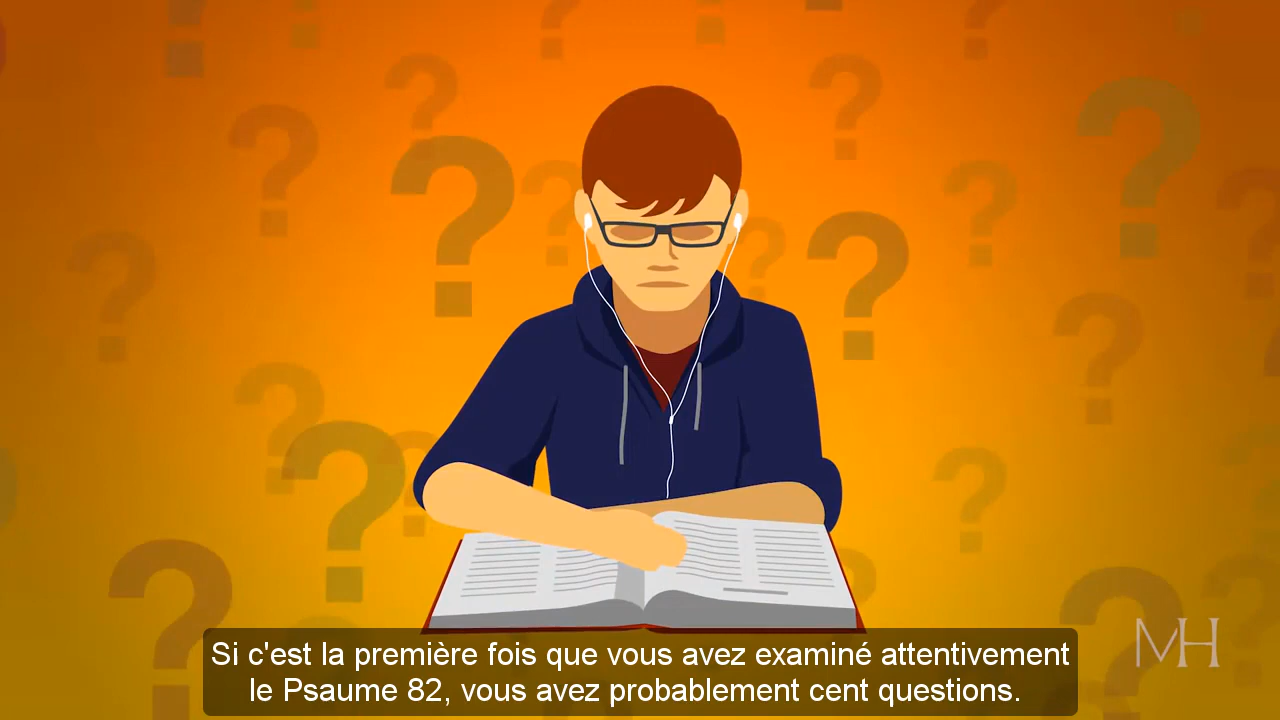 MH
Si c'est la première fois que vous avez examiné attentivement
le Psaume 82, vous avez probablement cent questions.